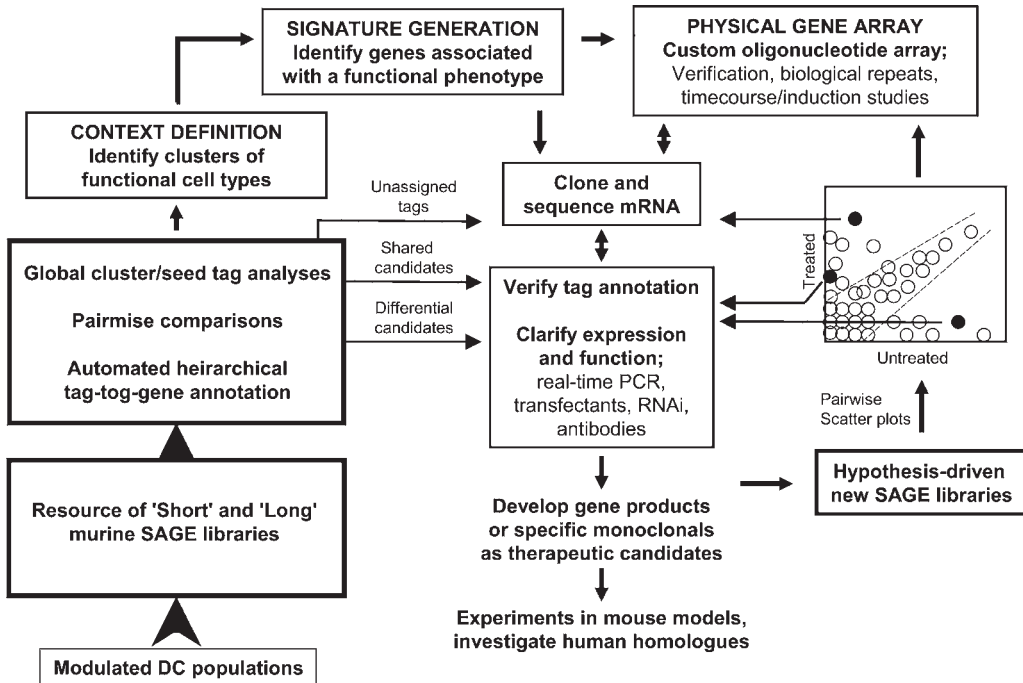 SIGNATURE GENERATION
Identify genes associated
with a functional phenotype
PHYSICAL GENE ARRAY
Custom oligonucleotide array;
Verification, biological repeats,
timecourse/induction studies
CONTEXT DEFINITION
Identify clusters of
functional cell types
Unassigned
tags
Clone and
sequence mRNA
Global cluster/seed tag analyses
Pairmise comparisons
Automated heirarchical
tag-tog-gene annotation
Shared
candidates
Differential
candidates
Verify tag annotation
Clarify expression
and function;
real-time PCR,
transfectants, RNAi,
antibodies
Treated
Untreated
Pairwise
Scatter plots
Hypothesis-driven
new SAGE libraries
Resource of 'Short' and 'Long'
murine SAGE libraries
Develop gene products
or specific monoclonals
as therapeutic candidates
Experiments in mouse models,
investigate human homologues
Modulated DC populations